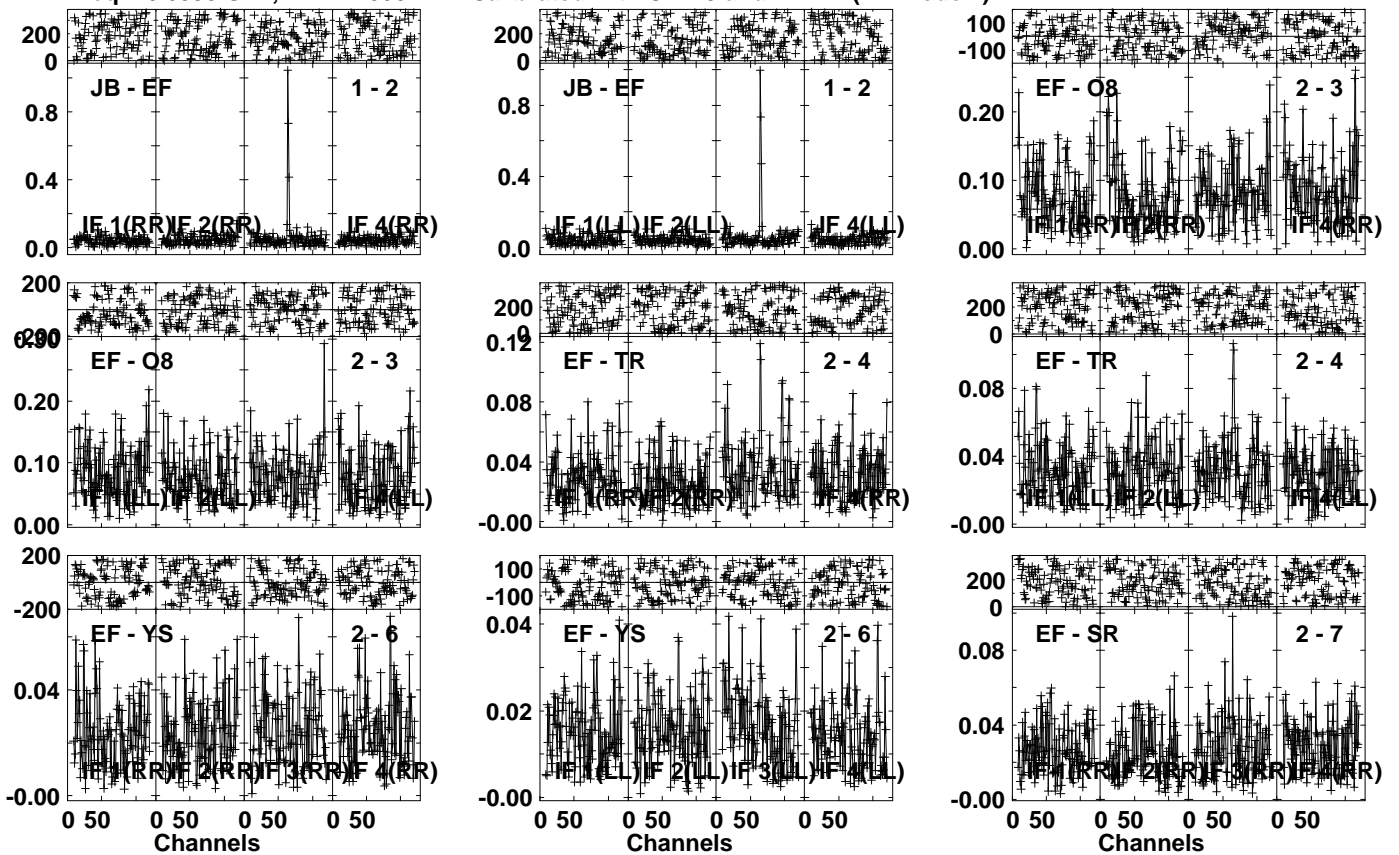 200
0
JB - EF 1 - 2
0.8
0.4
0.0
IF 1(RR) IF 2(RR) IF 4(RR)
JB - EF 1 - 2
0.8
0.4
0.0
IF 1(LL) IF 2(LL) IF 4(LL)
100
-100
EF - O8 2 - 3
0.20
0.10
0.00
IF 1(RR) IF 2(RR) IF 4(RR)
200
-200
0.30
EF - O8 2 - 3
0.20
0.10
0.00
IF 1(LL) IF 2(LL) IF 4(LL)
200
0
0.12
EF - TR 2 - 4
0.08
0.04
-0.00
IF 1(RR) IF 2(RR) IF 4(RR)
200
0
EF - TR 2 - 4
0.08
0.04
-0.00
IF 1(LL) IF 2(LL) IF 4(LL)
200
-200
EF - YS 2 - 6
0.04
-0.00
IF 1(RR) IF 2(RR) IF 3(RR) IF 4(RR)
0 50 0 50 0 50 0 50
Channels
100
-100
0.04
EF - YS 2 - 6
0.02
-0.00
IF 1(LL) IF 2(LL) IF 3(LL) IF 4(LL)
0 50 0 50 0 50 0 50
Channels
200
0
EF - SR 2 - 7
0.08
0.04
-0.00
IF 1(RR) IF 2(RR) IF 3(RR) IF 4(RR)
0 50 0 50 0 50 0 50
Channels